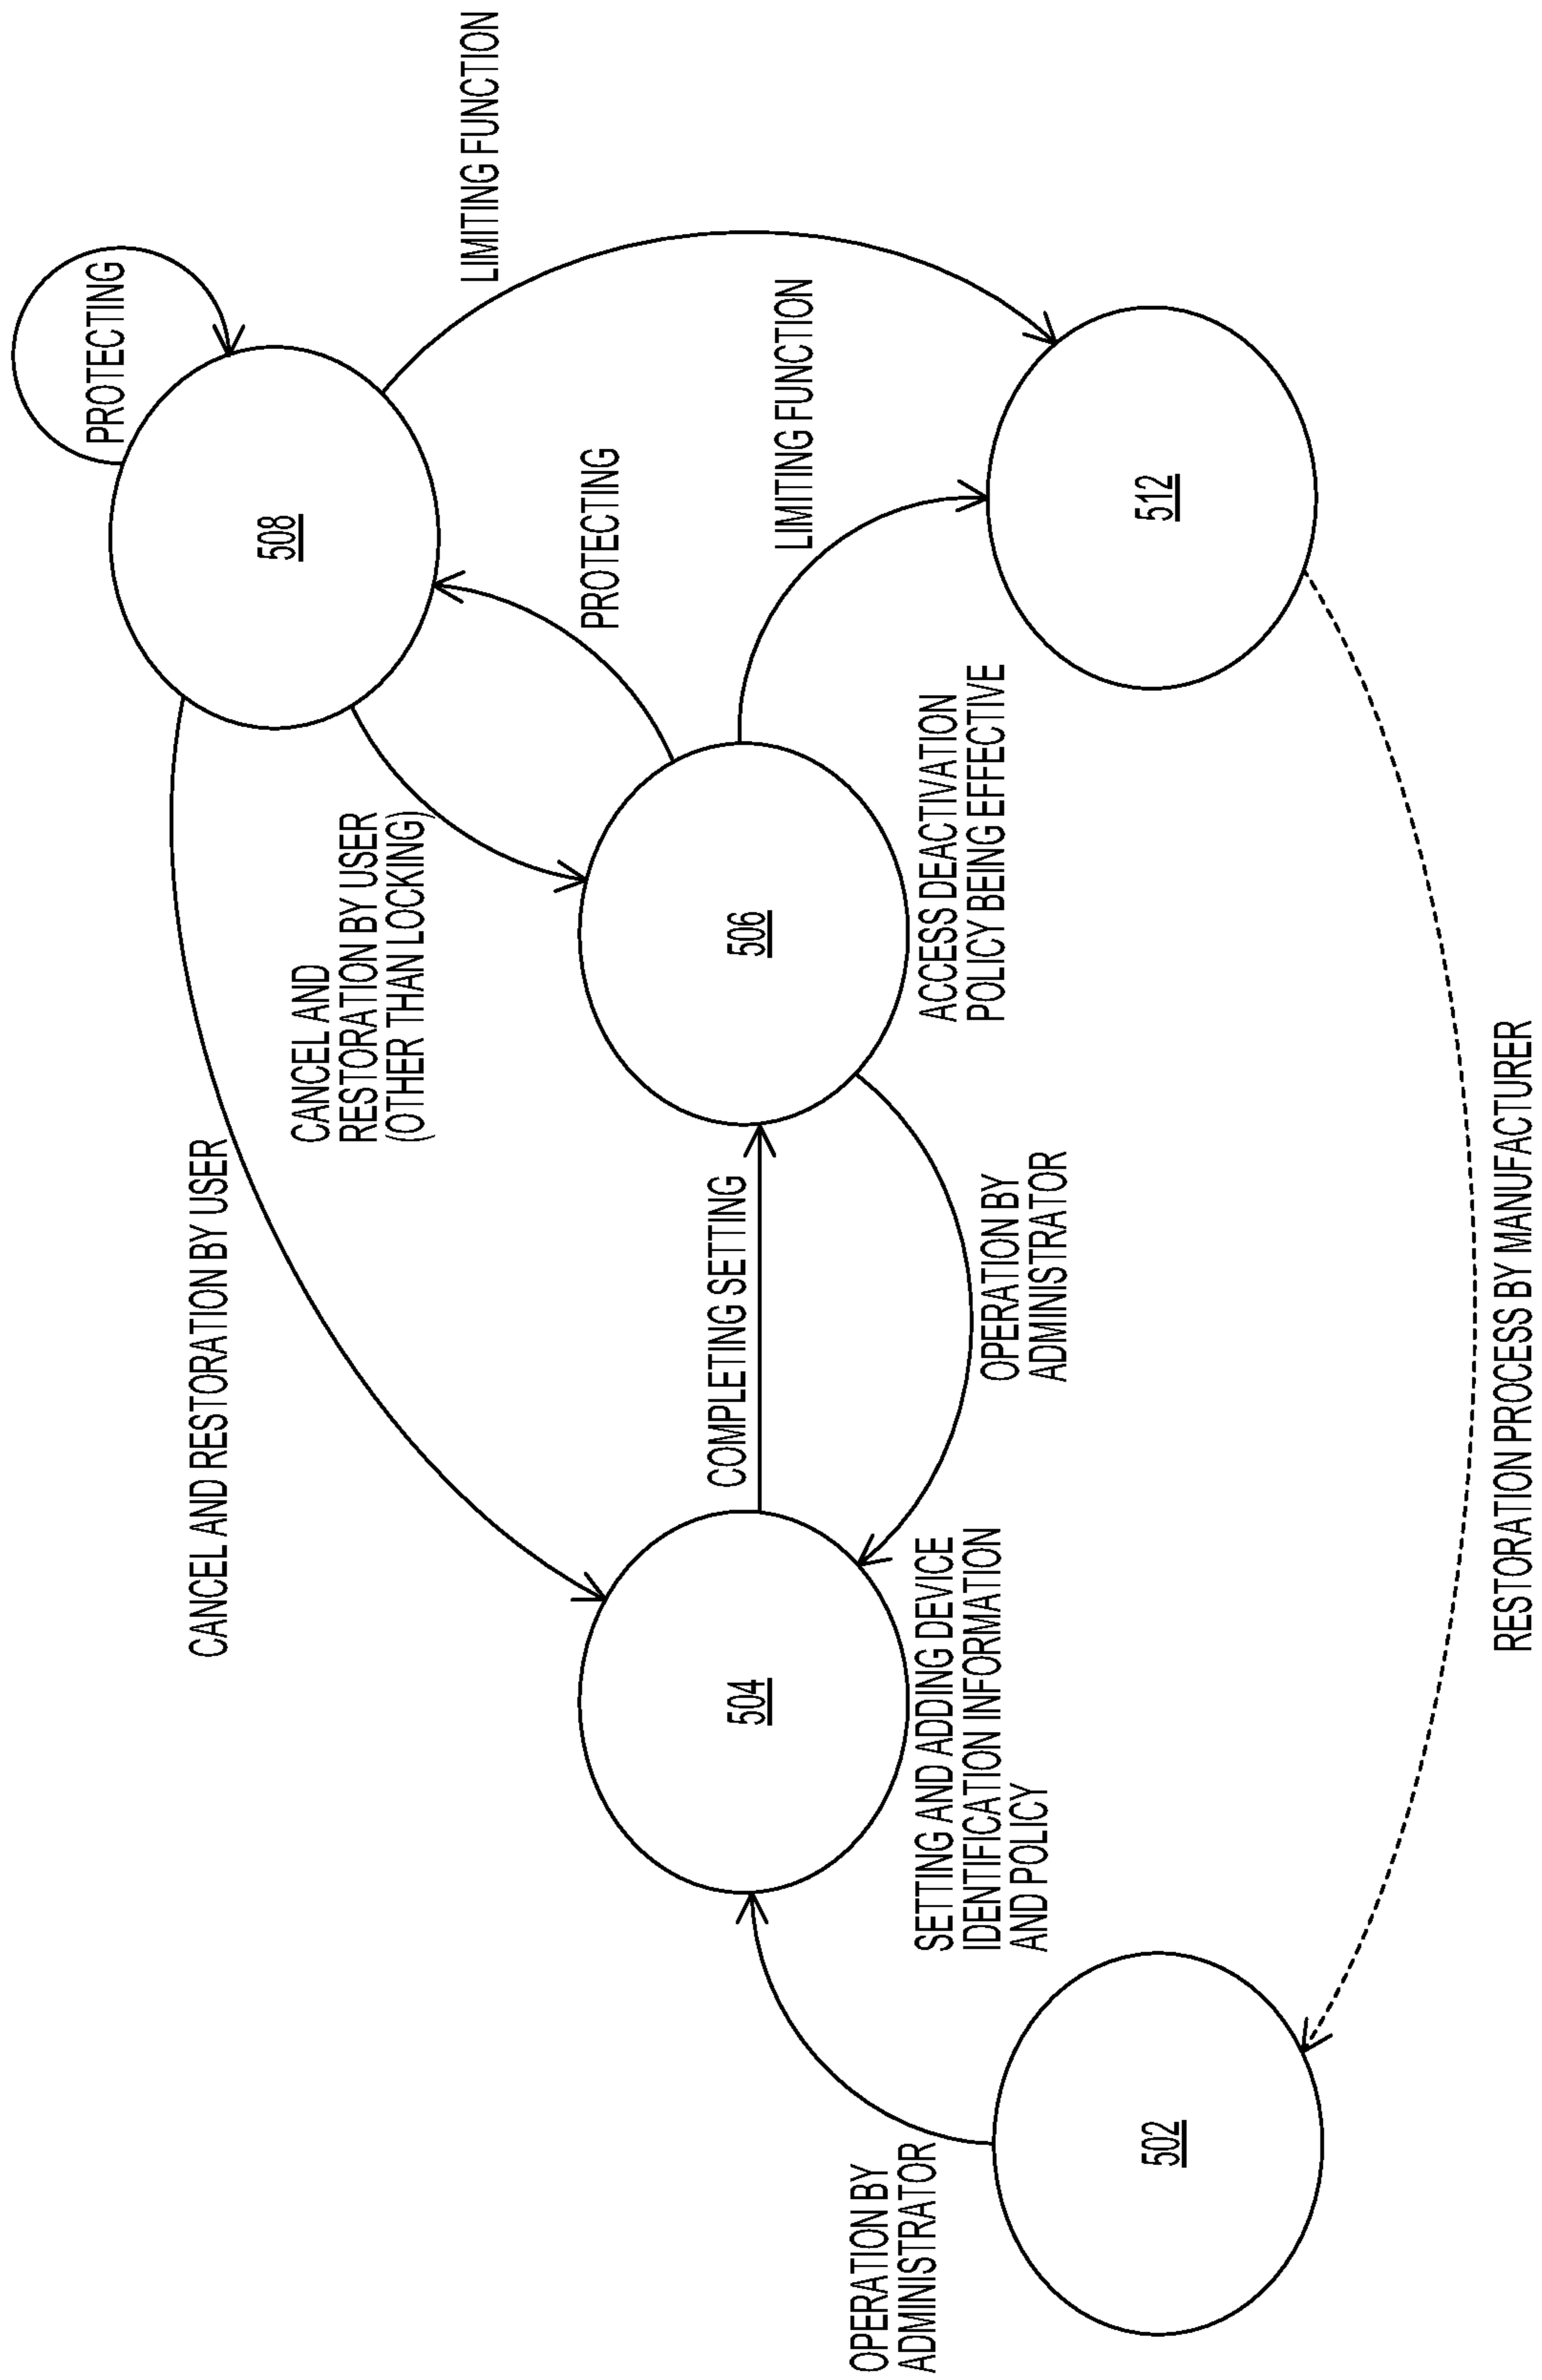 PROTECTING
508
LIMITING FUNCTION
CANCEL AND RESTORATION BY USER
CANCEL AND
RESTORATION BY USER
(OTHER THAN LOCKING)
PROTECTING
LIMITING FUNCTION
COMPLETING SETTING
504
506
SETTING AND ADDING DEVICE
IDENTIFICATION INFORMATION
AND POLICY
ACCESS DEACTIVATION
POLICY BEING EFFECTIVE
OPERATION BY
ADMINISTRATOR
OPERATION BY
ADMINISTRATOR
502
512
RESTORATION PROCESS BY MANUFACTURER